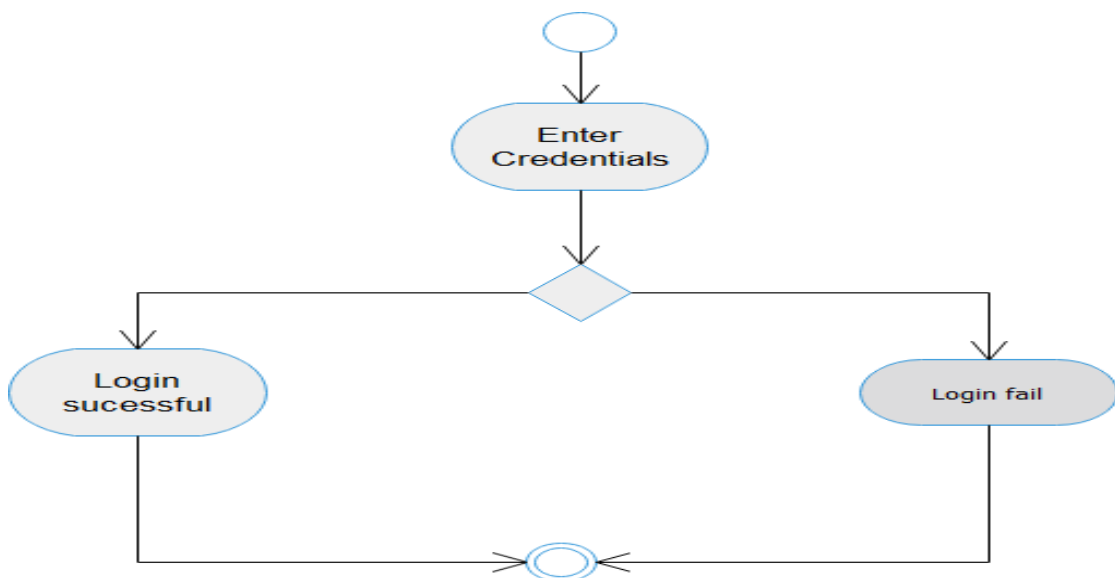 Enter
Credentials
Login
sucessful
Login fail